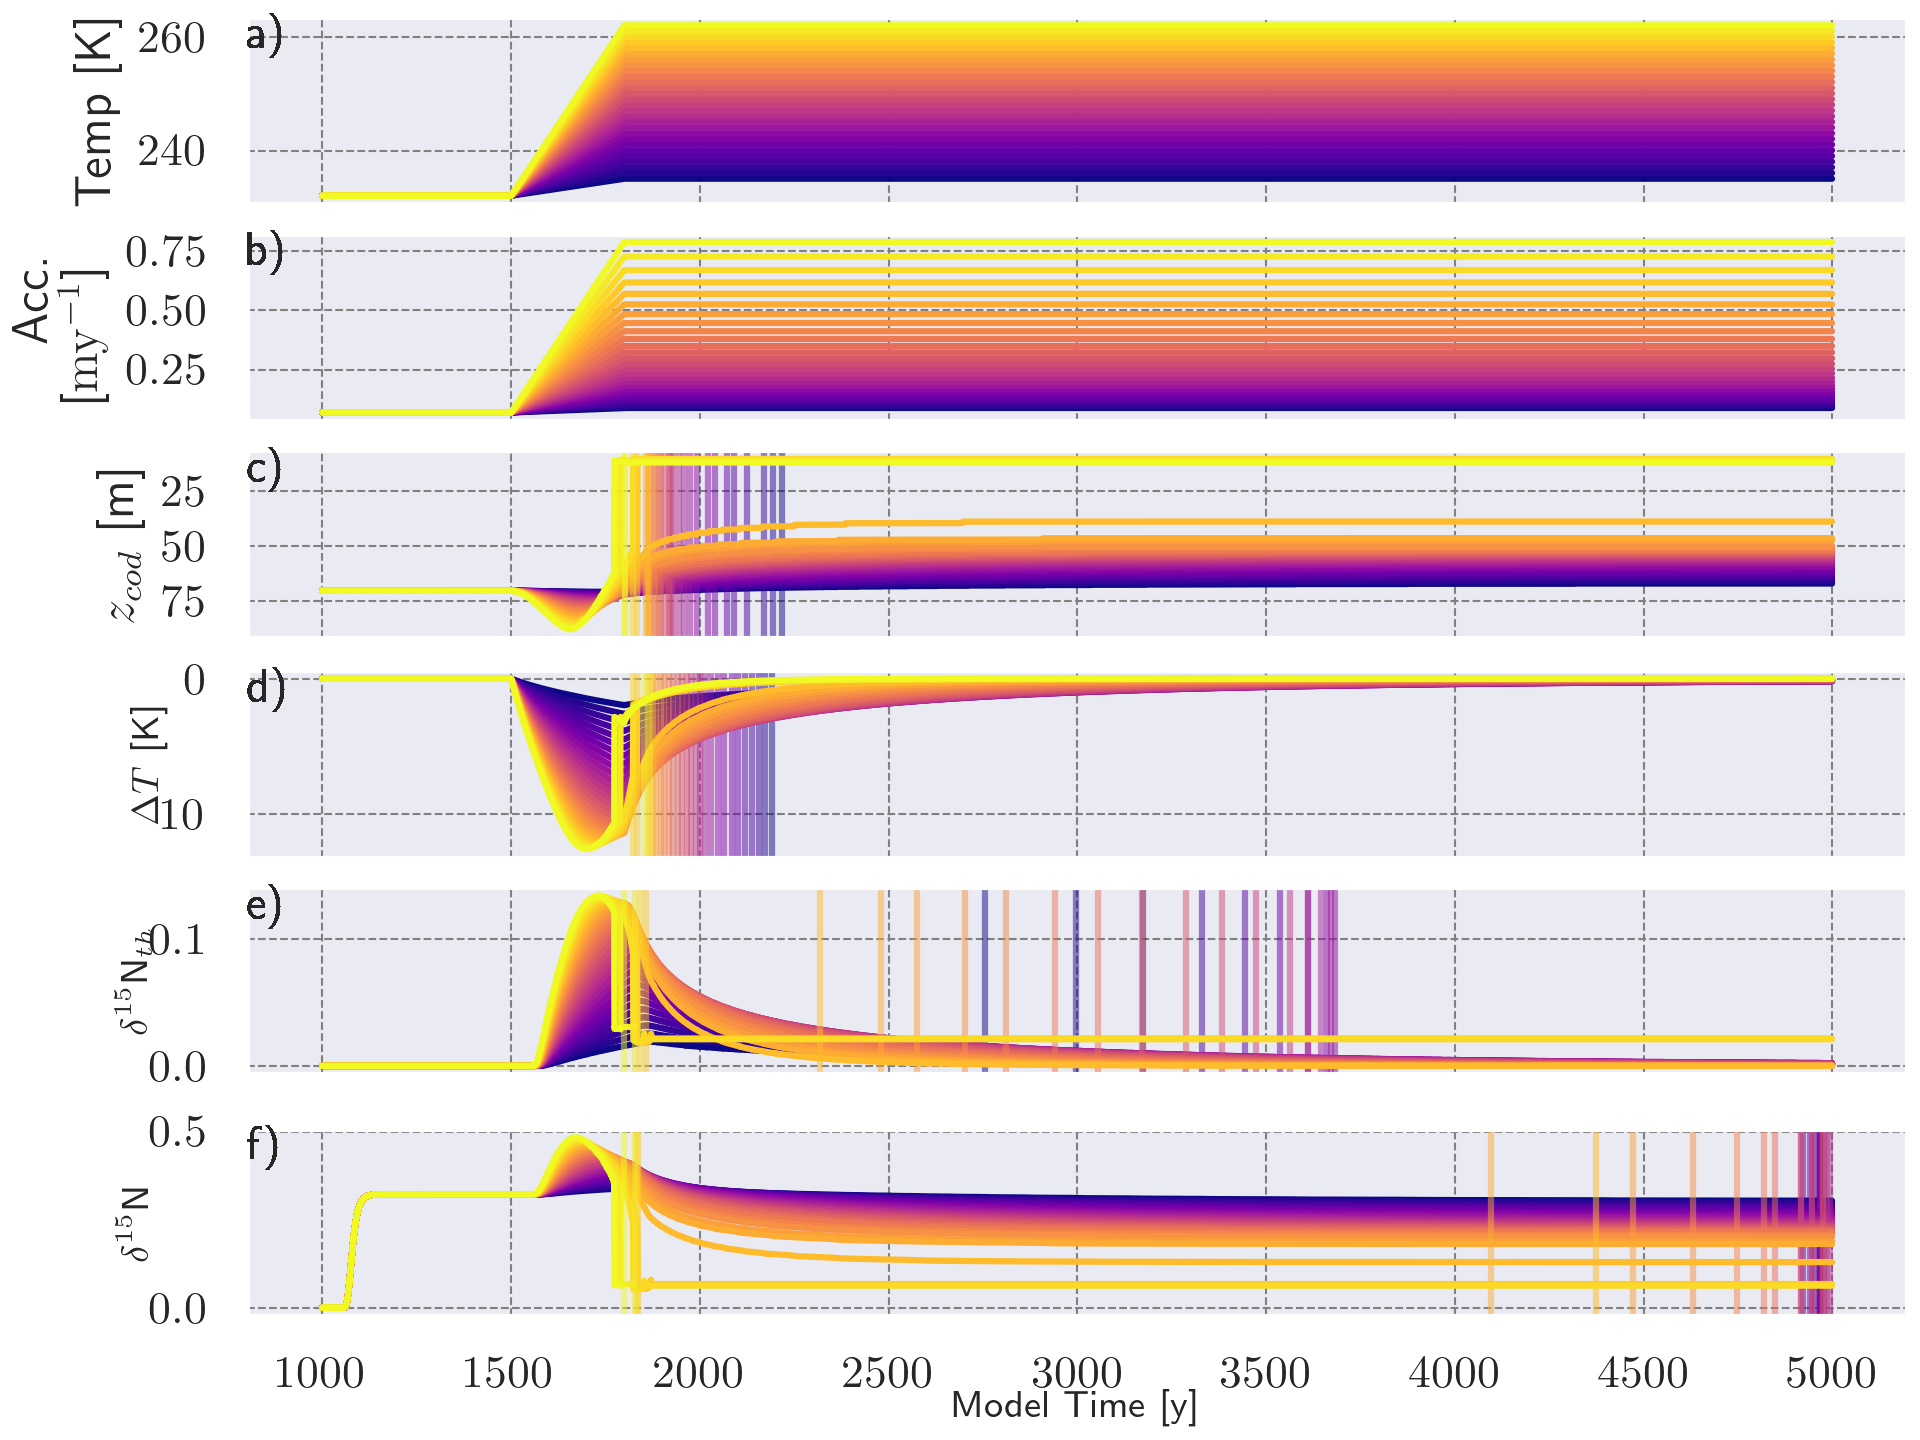 a)
Temp [K]
260
240
b)
Acc.
[my⁻¹]
0.75
0.50
0.25
c)
z_cod [m]
25
50
75
d)
ΔT [K]
0
10
e)
δ¹⁵N_th
0.1
0.0
f)
δ¹⁵N
0.5
0.0
1000 1500 2000 2500 3000 3500 4000 4500 5000
Model Time [y]